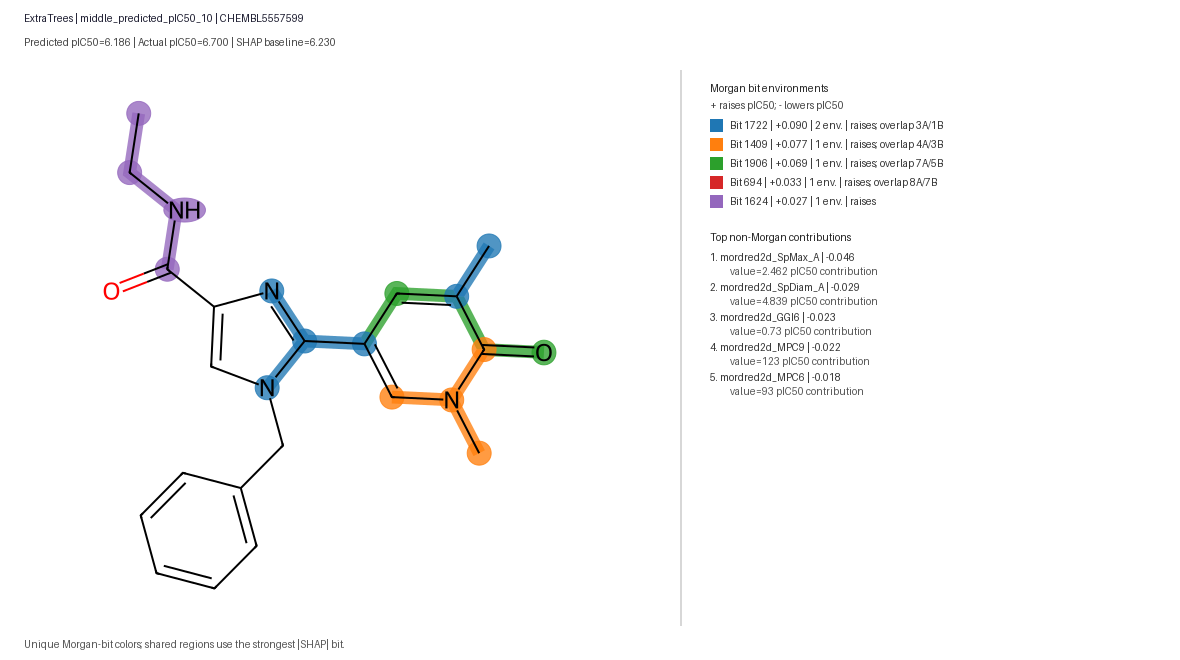 ExtraTrees | middle_predicted_pIC50_10 | CHEMBL5557599
Predicted pIC50=6.186 | Actual pIC50=6.700 | SHAP baseline=6.230
Morgan bit environments
+ raises pIC50; - lowers pIC50
Bit 1722 | +0.090 | 2 env. | raises; overlap 3A/1B
Bit 1409 | +0.077 | 1 env. | raises; overlap 4A/3B
Bit 1906 | +0.069 | 1 env. | raises; overlap 7A/5B
Bit 694 | +0.033 | 1 env. | raises; overlap 8A/7B
Bit 1624 | +0.027 | 1 env. | raises
Top non-Morgan contributions
1. mordred2d_SpMax_A | -0.046
value=2.462 pIC50 contribution
2. mordred2d_SpDiam_A | -0.029
value=4.839 pIC50 contribution
3. mordred2d_GGI6 | -0.023
value=0.73 pIC50 contribution
4. mordred2d_MPC9 | -0.022
value=123 pIC50 contribution
5. mordred2d_MPC6 | -0.018
value=93 pIC50 contribution
NH
O
N
N
O
N
Unique Morgan-bit colors; shared regions use the strongest |SHAP| bit.